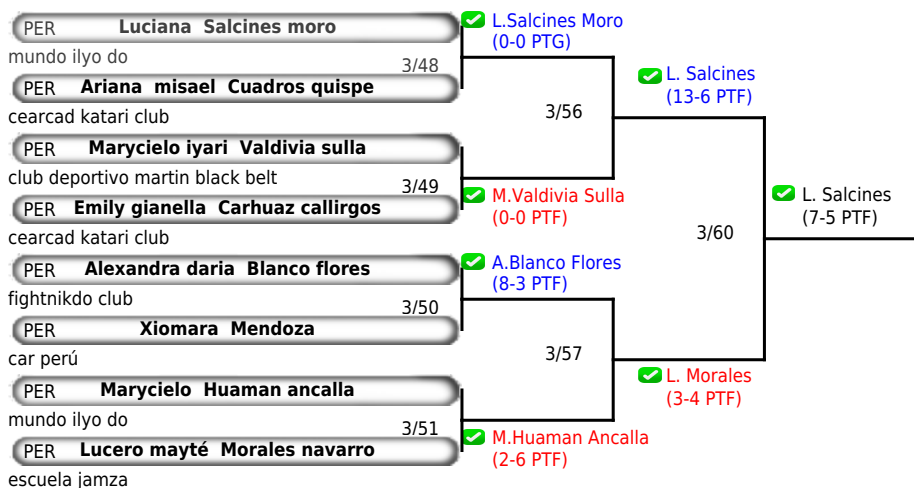 PER Luciana Salcines moro
mundo ilyo do
3/48
PER Ariana misael Cuadros quispe
cearcad katari club
PER Marycielo iyari Valdivia sulla
club deportivo martin black belt
3/49
PER Emily gianella Carhuaz callirgos
cearcad katari club
PER Alexandra daria Blanco flores
fightnikdo club
3/50
PER Xiomara Mendoza
car perú
PER Marycielo Huaman ancalla
mundo ilyo do
3/51
PER Lucero mayté Morales navarro
escuela jamza
L.Salcines Moro
(0-0 PTG)
3/56
M.Valdivia Sulla
(0-0 PTF)
A.Blanco Flores
(8-3 PTF)
3/57
M.Huaman Ancalla
(2-6 PTF)
L. Salcines
(13-6 PTF)
3/60
L. Morales
(3-4 PTF)
L. Salcines
(7-5 PTF)